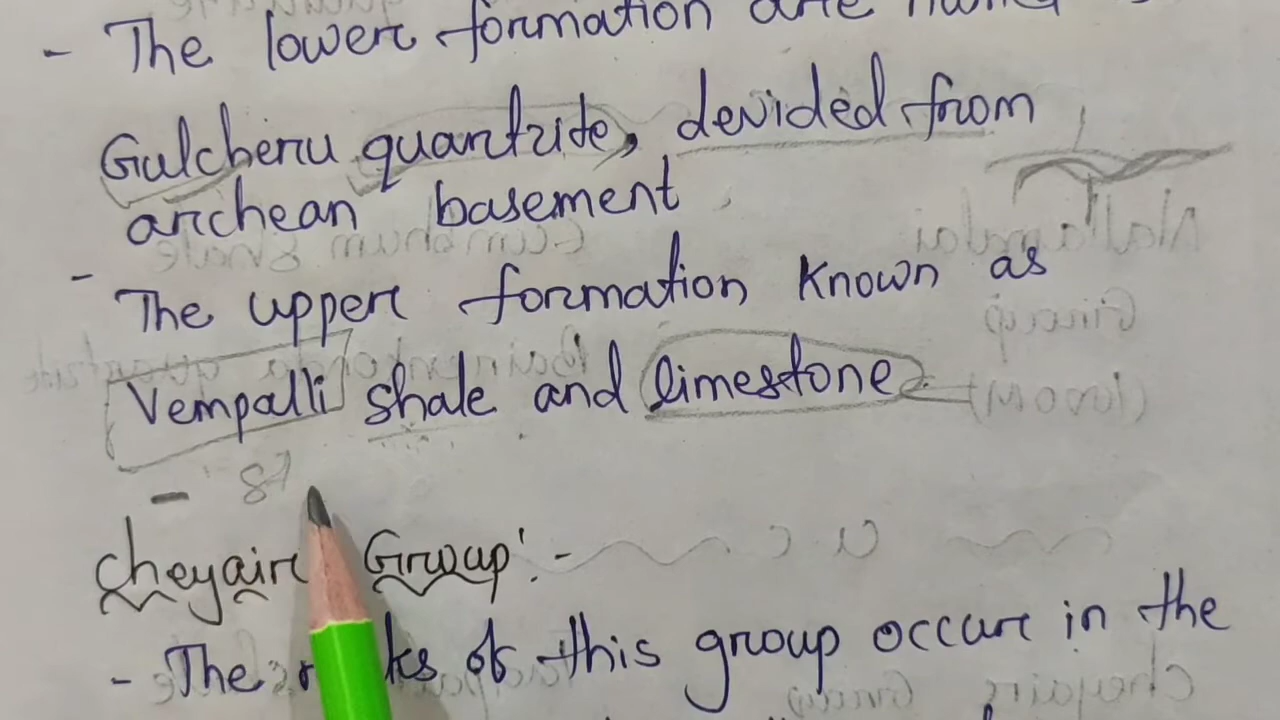 - The lower formation are
Gulcheru quartzite, devided from
archean basement
- The upper formation known as
Vempalli shale and limestone
-
Cheyair Group:-
- The of this group occure in the